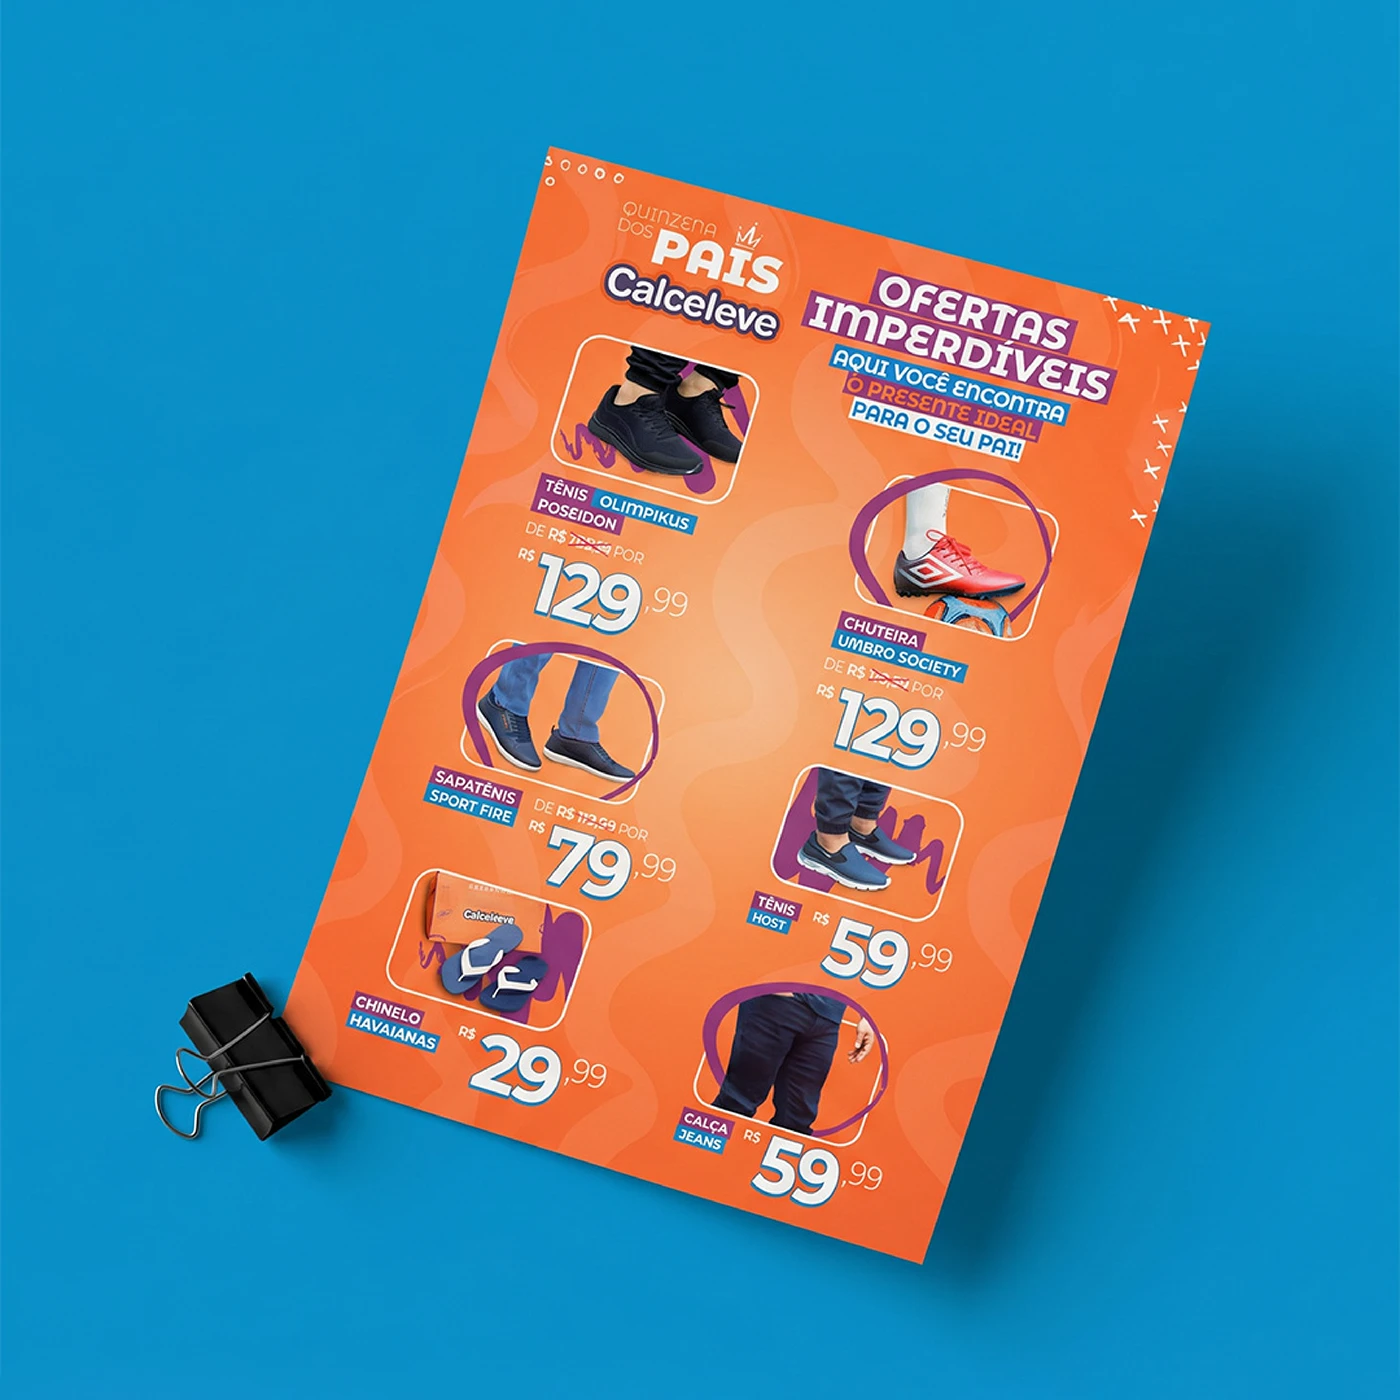 QUINZENA
DOS PAIS
Calceleve
OFERTAS
IMPERDÍVEIS
AQUI VOCÊ ENCONTRA
O PRESENTE IDEAL
PARA O SEU PAI!
TÊNIS OLIMPIKUS
POSEIDON
DE R$ POR
R$ 129,99
CHUTEIRA
UMBRO SOCIETY
DE R$ POR
R$ 129,99
SAPATÊNIS
SPORT FIRE
DE R$ 119,99 POR
R$ 79,99
TÊNIS
HOST
R$ 59,99
Calceleve
CHINELO
HAVAIANAS
R$ 29,99
CALÇA
JEANS
R$ 59,99